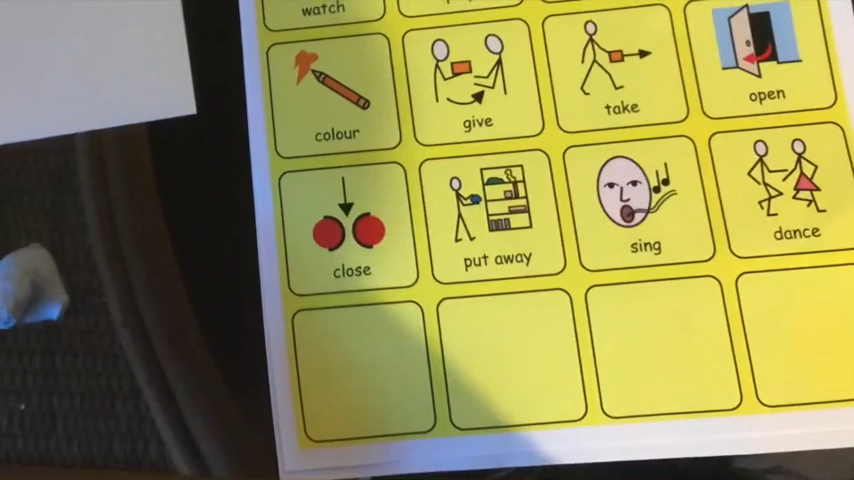 watch
colour
give
take
open
close
put away
sing
dance